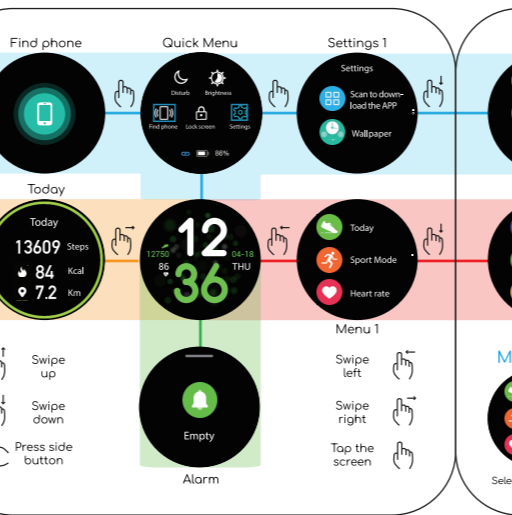 Find phone
Quick Menu
Settings 1
Disturb
Brightness
Find phone
Lock screen
Settings
86%
Settings
Scan to down-
load the APP
Wallpaper
Today
Today
13609 Steps
84 Kcal
7.2 Km
12
36
12750
86
04-18
THU
Today
Sport Mode
Heart rate
Menu 1
Swipe
up
Swipe
down
Press side
button
Empty
Alarm
Swipe
left
Swipe
right
Tap the
screen
M
Sele